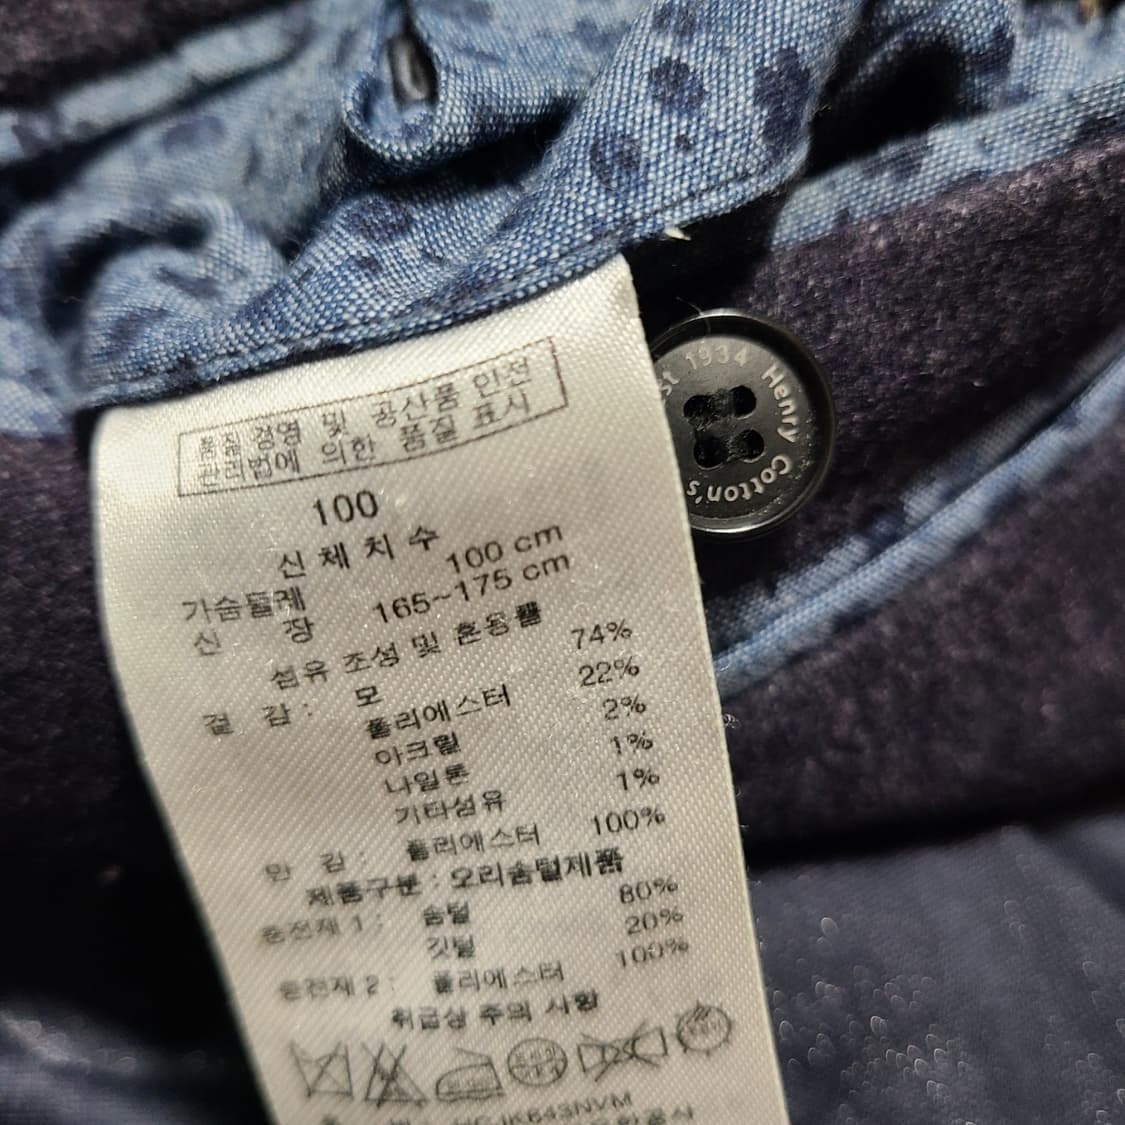 품질 경영 및 공산품 안전
관리법에 의한 품질 표시
100
신 체 치 수
가슴둘레 100 cm
신 장 165~175 cm
섬유 조성 및 혼용률
겉 감 : 모 74%
폴리에스터 22%
아크릴 2%
나일론 1%
기타섬유 1%
안 감 : 폴리에스터 100%
제품구분 : 오리솜털제품
충전재 1 : 솜털 80%
깃털 20%
충전재 2 : 폴리에스터 100%
취급상 주의 사항
1934
Henry Cotton's